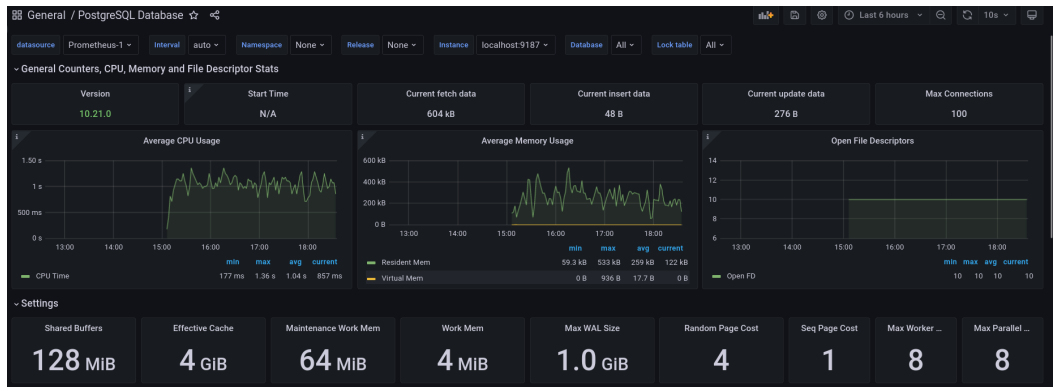 General / PostgreSQL Database
Last 6 hours
10s
datasource Prometheus-1 Interval auto Namespace None Release None Instance localhost:9187 Database All Lock table All
General Counters, CPU, Memory and File Descriptor Stats
Version
10.21.0
Start Time
N/A
Current fetch data
604 kB
Current insert data
48 B
Current update data
276 B
Max Connections
100
Average CPU Usage
1.50 s
1 s
500 ms
0 s
13:00 14:00 15:00 16:00 17:00 18:00
min max avg current
CPU Time 177 ms 1.36 s 1.04 s 857 ms
Average Memory Usage
600 kB
400 kB
200 kB
0 B
13:00 14:00 15:00 16:00 17:00 18:00
min max avg current
Resident Mem 59.3 kB 533 kB 259 kB 122 kB
Virtual Mem 0 B 936 B 17.7 B 0 B
Open File Descriptors
14
12
10
8
6
13:00 14:00 15:00 16:00 17:00 18:00
min max avg current
Open FD 10 10 10 10
Settings
Shared Buffers
128 MiB
Effective Cache
4 GiB
Maintenance Work Mem
64 MiB
Work Mem
4 MiB
Max WAL Size
1.0 GiB
Random Page Cost
4
Seq Page Cost
1
Max Worker ...
8
Max Parallel ...
8